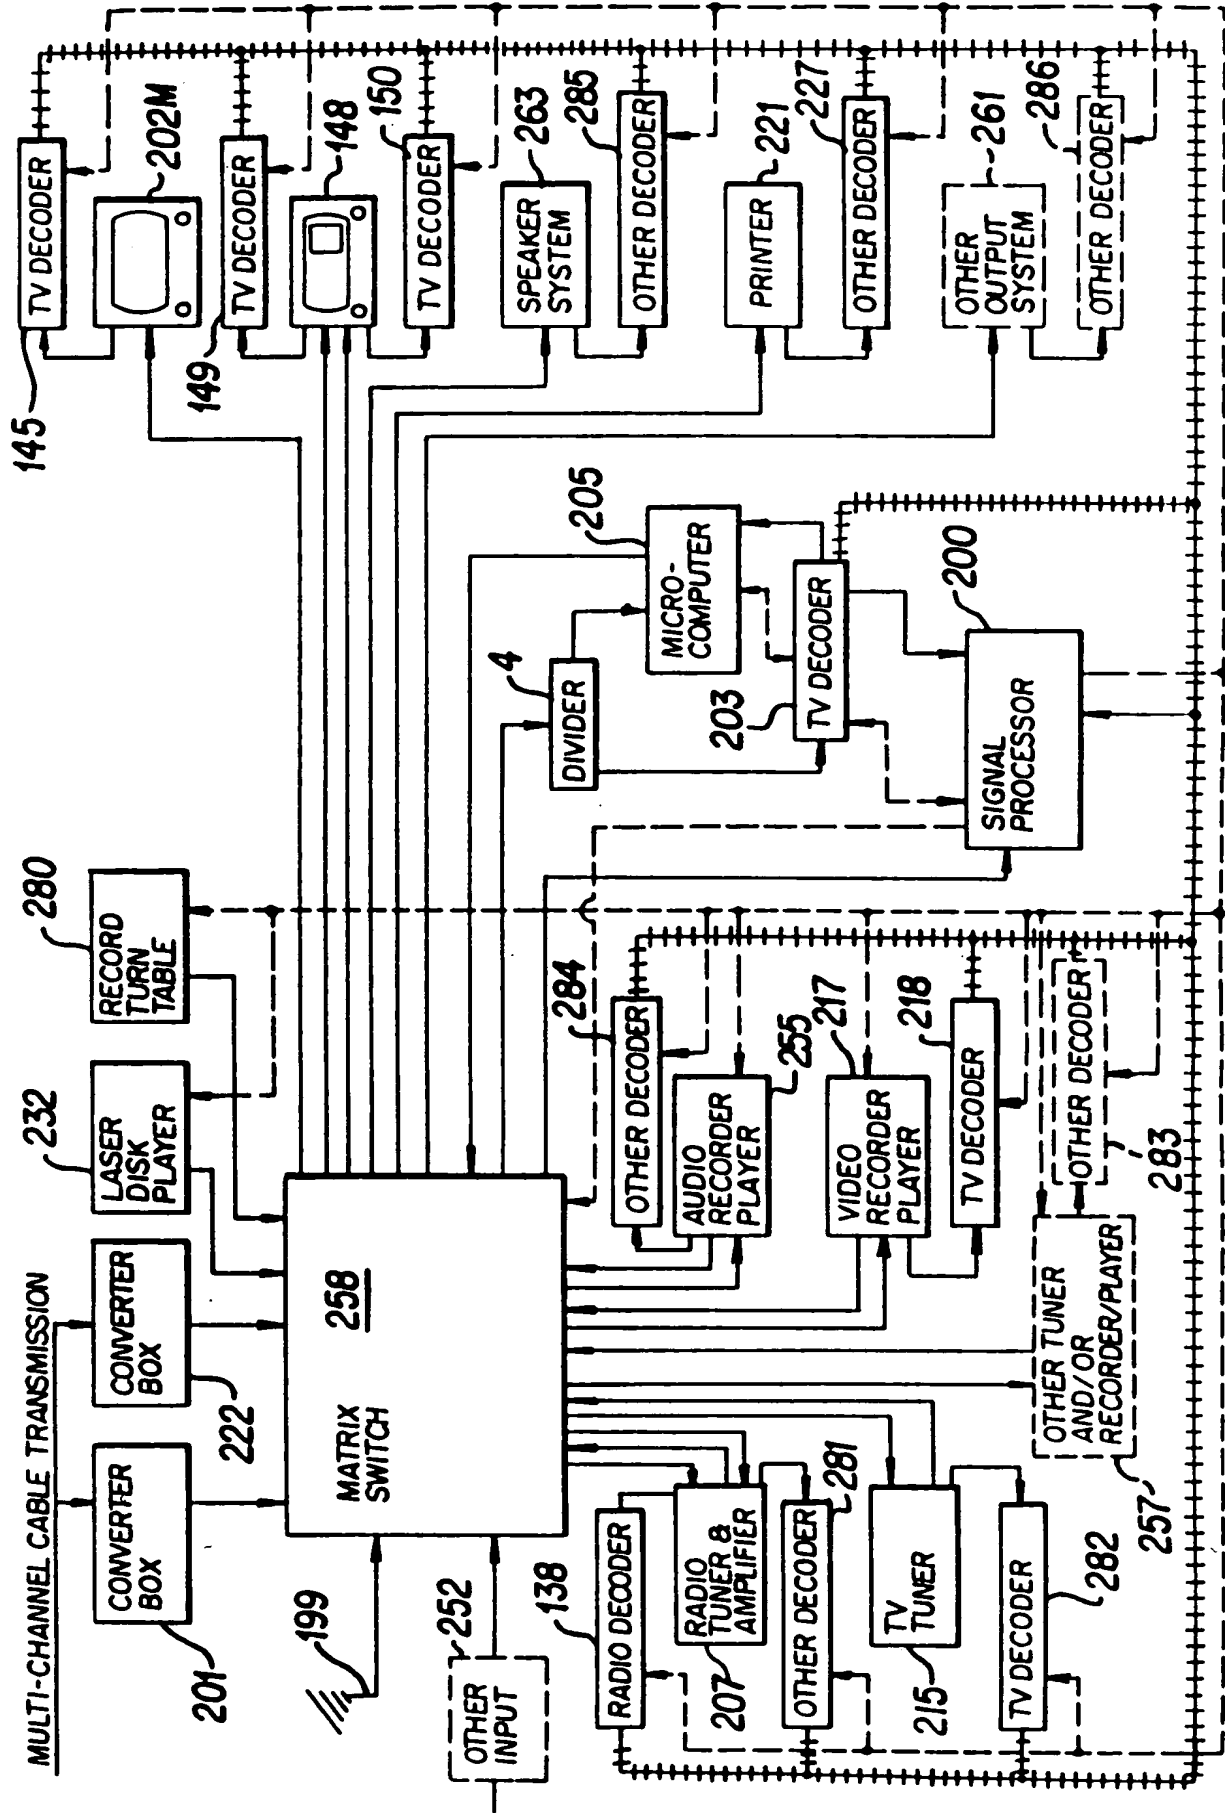 MULTI-CHANNEL CABLE TRANSMISSION
201
CONVERTER
BOX
222
CONVERTER
BOX
232
LASER
DISK
PLAYER
280
RECORD
TURN
TABLE
199
252
OTHER
INPUT
MATRIX
SWITCH
258
145
TV DECODER
202M
149
TV DECODER
148
150
TV DECODER
263
SPEAKER
SYSTEM
285
OTHER DECODER
221
PRINTER
227
OTHER DECODER
261
OTHER
OUTPUT
SYSTEM
286
OTHER DECODER
4
DIVIDER
205
MICRO-
COMPUTER
203
TV DECODER
200
SIGNAL
PROCESSOR
138
RADIO DECODER
207
RADIO
TUNER &
AMPLIFIER
281
OTHER DECODER
215
TV
TUNER
282
TV DECODER
284
OTHER DECODER
255
AUDIO
RECORDER
PLAYER
217
VIDEO
RECORDER
PLAYER
218
TV DECODER
257
OTHER TUNER
AND/OR
RECORDER/PLAYER
283
OTHER DECODER